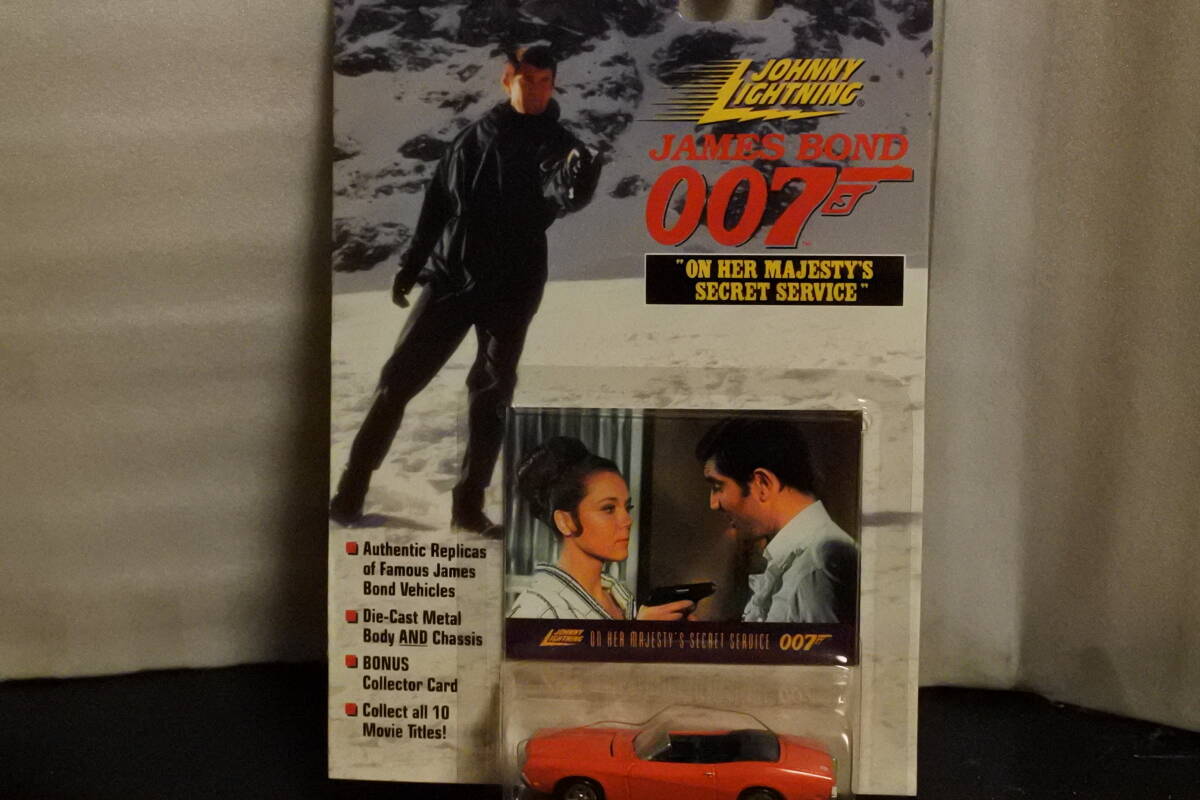 JOHNNY
LIGHTNING®
JAMES BOND
007™
"ON HER MAJESTY'S
SECRET SERVICE"
JOHNNY
LIGHTNING
ON HER MAJESTY'S SECRET SERVICE 007
Authentic Replicas
of Famous James
Bond Vehicles
Die-Cast Metal
Body AND Chassis
BONUS
Collector Card
Collect all 10
Movie Titles!